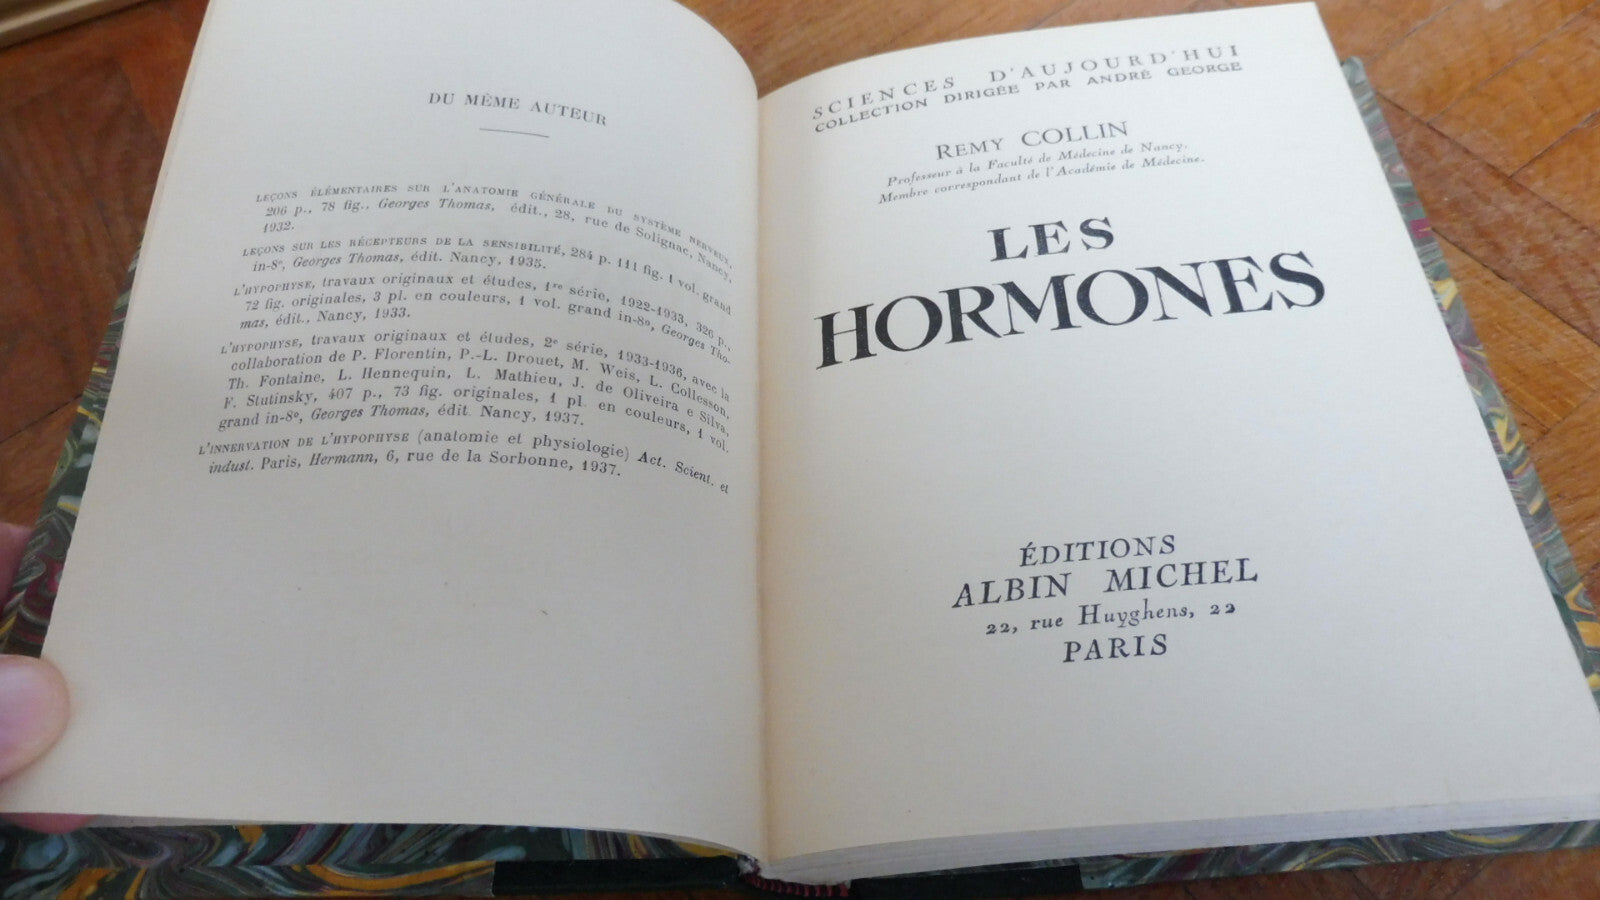 DU MÊME AUTEUR
LEÇONS ÉLÉMENTAIRES SUR L'ANATOMIE GÉNÉRALE DU SYSTÈME NERVEUX,
206 p., 78 fig., Georges Thomas, édit., 28, rue de Solignac, Nancy,
1932.
LEÇONS SUR LES RÉCEPTEURS DE LA SENSIBILITÉ, 284 p. 111 fig. 1 vol. grand
in-8º, Georges Thomas, édit. Nancy, 1935.
L'HYPOPHYSE, travaux originaux et études, 1re série, 1922-1933, 326 p.,
72 fig. originales, 3 pl. en couleurs, 1 vol. grand in-8º, Georges Tho-
mas, édit., Nancy, 1933.
L'HYPOPHYSE, travaux originaux et études, 2e série, 1933-1936, avec la
collaboration de P. Florentin, P.-L. Drouet, M. Weis, L. Collesson,
Th. Fontaine, L. Hennequin, L. Mathieu, J. de Oliveira e Silva,
F. Stutinsky, 407 p., 73 fig. originales, 1 pl. en couleurs, 1 vol.
grand in-8º, Georges Thomas, édit. Nancy, 1937.
L'INNERVATION DE L'HYPOPHYSE (anatomie et physiologie) Act. Scient. et
indust. Paris, Hermann, 6, rue de la Sorbonne, 1937.
SCIENCES D'AUJOURD'HUI
COLLECTION DIRIGÉE PAR ANDRÉ GEORGE
REMY COLLIN
Professeur à la Faculté de Médecine de Nancy.
Membre correspondant de l'Académie de Médecine.
LES
HORMONES
ÉDITIONS
ALBIN MICHEL
22, rue Huyghens, 22
PARIS